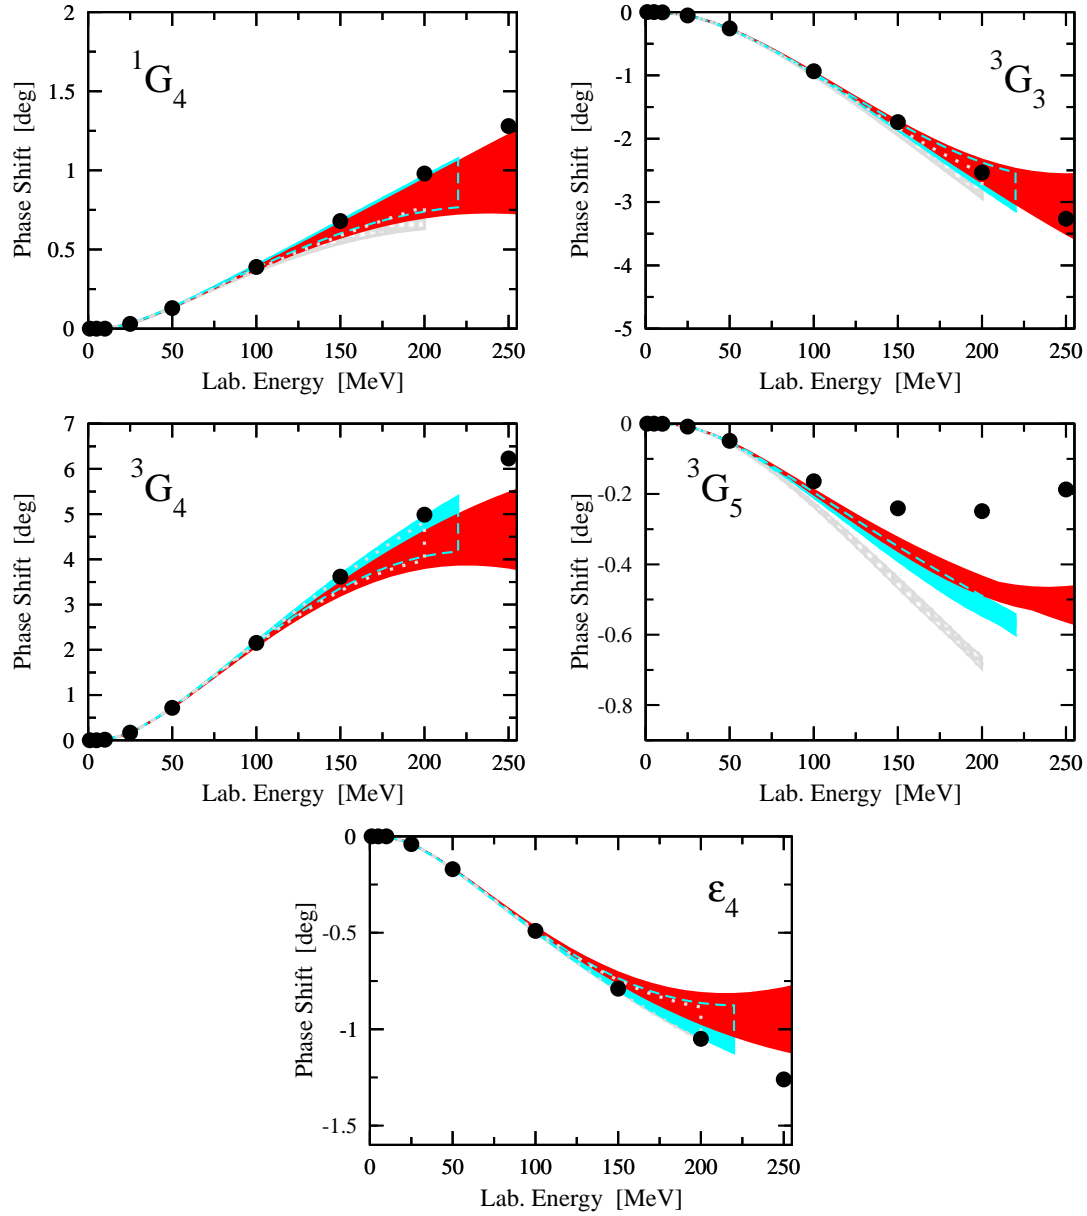 2
1.5
1
0.5
0
Phase Shift [deg]
1G4
0 50 100 150 200 250
Lab. Energy [MeV]
0
-1
-2
-3
-4
-5
Phase Shift [deg]
3G3
0 50 100 150 200 250
Lab. Energy [MeV]
7
6
5
4
3
2
1
0
Phase Shift [deg]
3G4
0 50 100 150 200 250
Lab. Energy [MeV]
0
-0.2
-0.4
-0.6
-0.8
Phase Shift [deg]
3G5
0 50 100 150 200 250
Lab. Energy [MeV]
0
-0.5
-1
-1.5
Phase Shift [deg]
ε4
0 50 100 150 200 250
Lab. Energy [MeV]